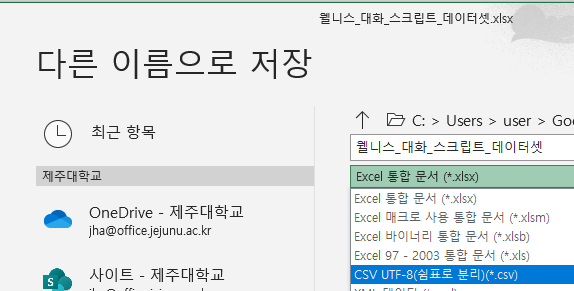 웰니스_대화_스크립트_데이터셋.xlsx
다른 이름으로 저장
최근 항목
제주대학교
OneDrive - 제주대학교
jha@office.jejunu.ac.kr
사이트 - 제주대학교
C: > Users > user > Goo
웰니스_대화_스크립트_데이터셋
Excel 통합 문서 (*.xlsx)
Excel 통합 문서 (*.xlsx)
Excel 매크로 사용 통합 문서 (*.xlsm)
Excel 바이너리 통합 문서 (*.xlsb)
Excel 97 - 2003 통합 문서 (*.xls)
CSV UTF-8(쉼표로 분리)(*.csv)